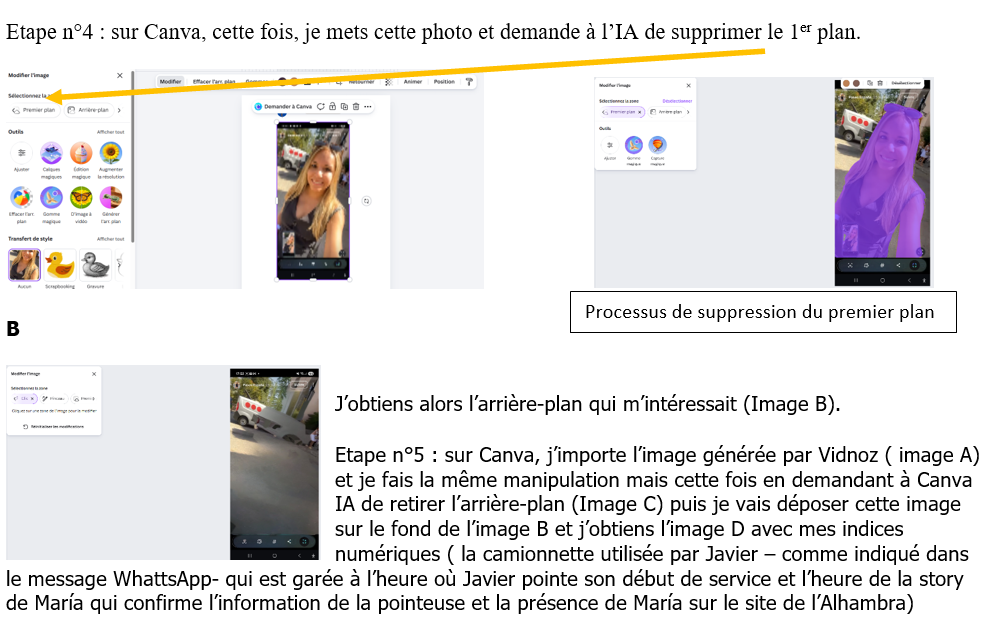 Etape n°4 : sur Canva, cette fois, je mets cette photo et demande à l’IA de supprimer le 1er plan.
Modifier l'image
Sélectionnez la zo
Premier plan
Arrière-plan
Outils
Afficher tout
Ajuster
Calques magiques
Edition magique
Augmenter la résolution
Effacer l'arr. plan
Gomme magique
D'image à vidéo
Générer l'arr. plan
Transfert de style
Afficher tout
Aucun
Scrapbooking
Gravure
Modifier
Effacer l'arr. plan
Retourner
Animer
Position
Demander à Canva
Modifier l'image
Sélectionnez la zone
Désélectionner
Premier plan
Arrière-plan
Outils
Ajuster
Gomme magique
Capture magique
Désélectionner
Processus de suppression du premier plan
B
Modifier l'image
Sélectionnez la zone
Clic
Pinceau
Cliquez sur une zone de l'image pour la modifier
Réinitialiser les modifications
J’obtiens alors l’arrière-plan qui m’intéressait (Image B).
Etape n°5 : sur Canva, j’importe l’image générée par Vidnoz ( image A)
et je fais la même manipulation mais cette fois en demandant à Canva
IA de retirer l’arrière-plan (Image C) puis je vais déposer cette image
sur le fond de l’image B et j’obtiens l’image D avec mes indices
numériques ( la camionnette utilisée par Javier – comme indiqué dans
le message WhattsApp- qui est garée à l’heure où Javier pointe son début de service et l’heure de la story
de María qui confirme l’information de la pointeuse et la présence de María sur le site de l’Alhambra)